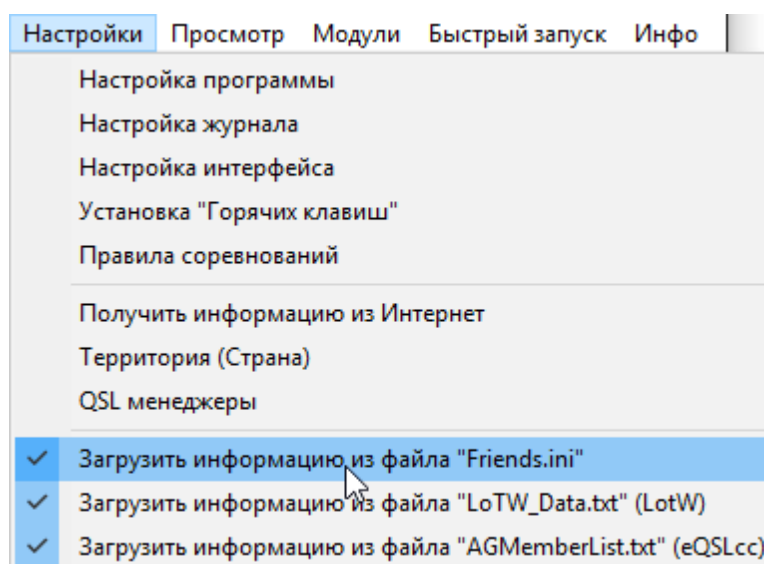 Настройки Просмотр Модули Быстрый запуск Инфо
Настройка программы
Настройка журнала
Настройка интерфейса
Установка "Горячих клавиш"
Правила соревнований
Получить информацию из Интернет
Территория (Страна)
QSL менеджеры
Загрузить информацию из файла "Friends.ini"
Загрузить информацию из файла "LoTW_Data.txt" (LotW)
Загрузить информацию из файла "AGMemberList.txt" (eQSLcc)